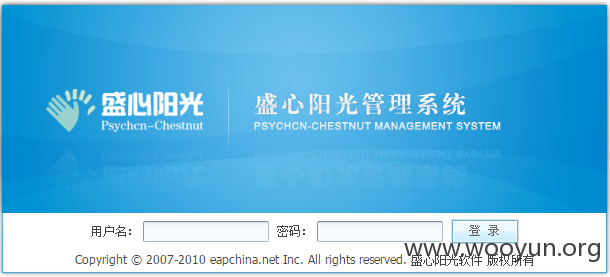 盛心阳光
Psychcn-Chestnut
盛心阳光管理系统
PSYCHCN-CHESTNUT MANAGEMENT SYSTEM
用户名： 密码： 登 录
www.wooyun.org
Copyright © 2007-2010 eapchina.net Inc. All rights reserved. 盛心阳光软件 版权所有